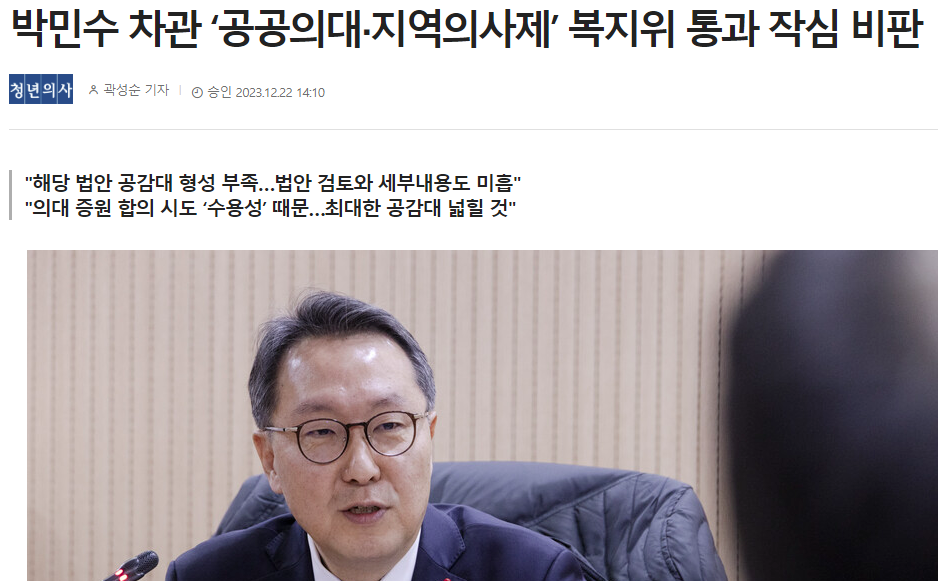 박민수 차관 ‘공공의대·지역의사제’ 복지위 통과 작심 비판
청년의사 곽성순 기자 승인 2023.12.22 14:10
"해당 법안 공감대 형성 부족…법안 검토와 세부내용도 미흡"
"의대 증원 합의 시도 ‘수용성’ 때문…최대한 공감대 넓힐 것"